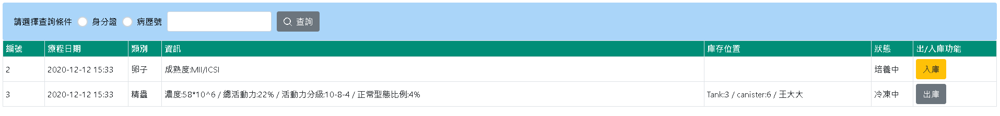 請選擇查詢條件 身分證 病歷號 查詢
編號 療程日期 類別 資訊 庫存位置 狀態 出/入庫功能
2 2020-12-12 15:33 卵子 成熟度:MII/ICSI 培養中 入庫
3 2020-12-12 15:33 精蟲 濃度:58*10^6 / 總活動力:22% / 活動力分級:10-8-4 / 正常型態比例:4% Tank:3 / canister:6 / 王大大 冷凍中 出庫